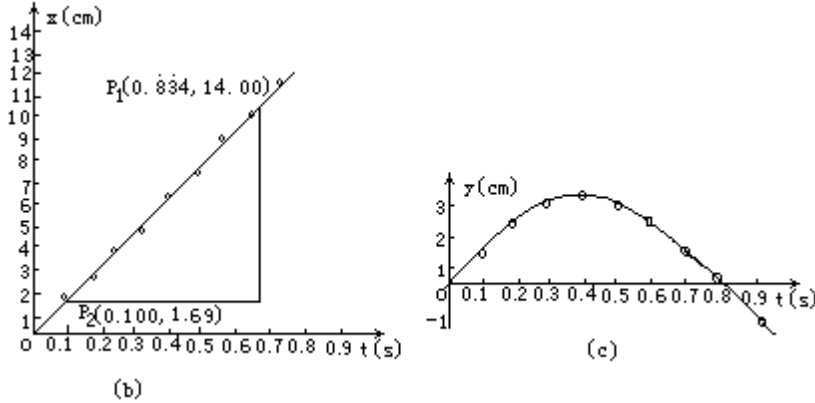 x(cm)
14
13
12
11
10
9
8
7
6
5
4
3
2
1
O
P₁(0.834, 14.00)
P₂(0.100, 1.69)
0.1 0.2 0.3 0.4 0.5 0.6 0.7 0.8 0.9 t(s)
(b)
y(cm)
3
2
1
0
-1
0.1 0.2 0.3 0.4 0.5 0.6 0.7 0.8 0.9 t(s)
(c)